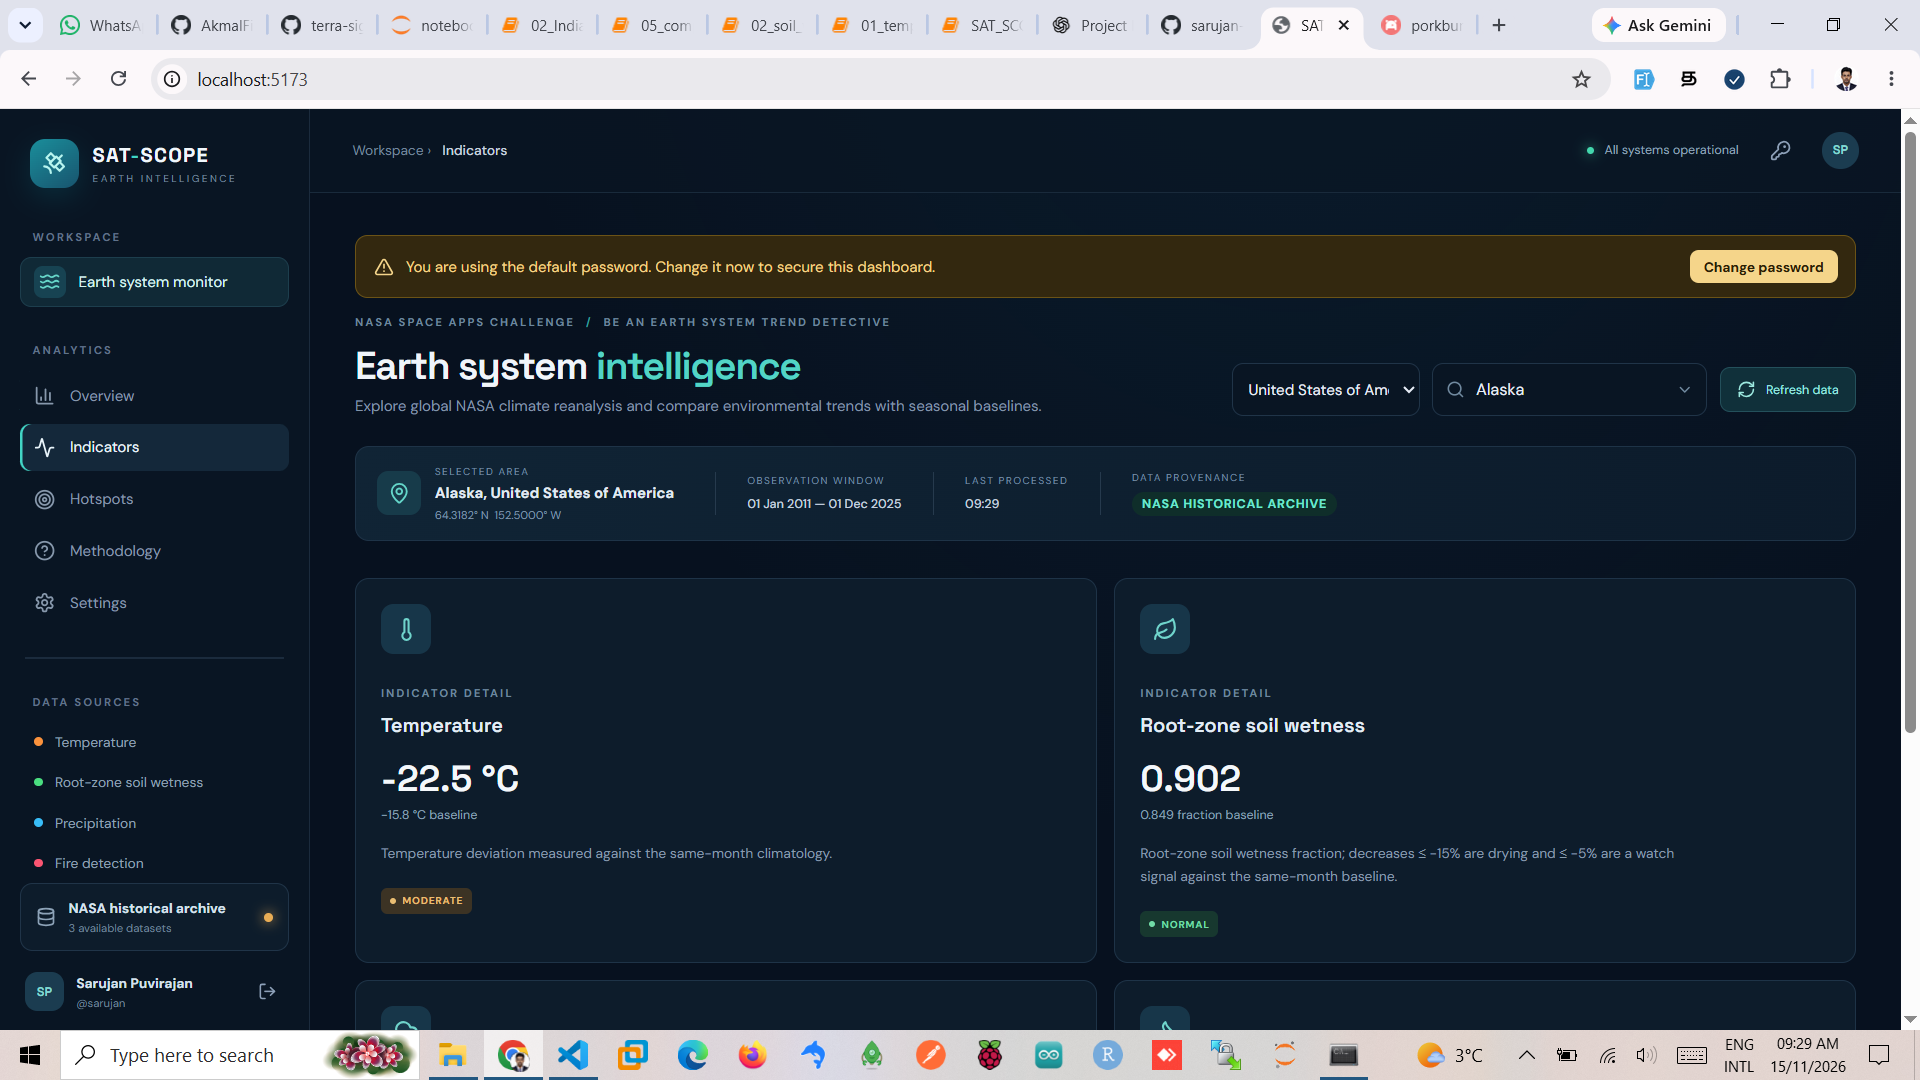 WhatsA
AkmalF
terra-sig
notebo
02_India
05_com
02_soil_
01_temp
SAT_SCO
Project
sarujan-
SAT
porkbun
Ask Gemini
localhost:5173
SAT-SCOPE
EARTH INTELLIGENCE
WORKSPACE
Earth system monitor
ANALYTICS
Overview
Indicators
Hotspots
Methodology
Settings
DATA SOURCES
Temperature
Root-zone soil wetness
Precipitation
Fire detection
NASA historical archive
3 available datasets
SP
Sarujan Puvirajan
@sarujan
Workspace › Indicators
All systems operational
SP
You are using the default password. Change it now to secure this dashboard.
Change password
NASA SPACE APPS CHALLENGE / BE AN EARTH SYSTEM TREND DETECTIVE
Earth system intelligence
Explore global NASA climate reanalysis and compare environmental trends with seasonal baselines.
United States of Am
Alaska
Refresh data
SELECTED AREA
Alaska, United States of America
64.3182° N 152.5000° W
OBSERVATION WINDOW
01 Jan 2011 — 01 Dec 2025
LAST PROCESSED
09:29
DATA PROVENANCE
NASA HISTORICAL ARCHIVE
INDICATOR DETAIL
Temperature
-22.5 °C
-15.8 °C baseline
Temperature deviation measured against the same-month climatology.
MODERATE
INDICATOR DETAIL
Root-zone soil wetness
0.902
0.849 fraction baseline
Root-zone soil wetness fraction; decreases ≤ -15% are drying and ≤ -5% are a watch
signal against the same-month baseline.
NORMAL
Type here to search
3°C
ENG
INTL
09:29 AM
15/11/2026